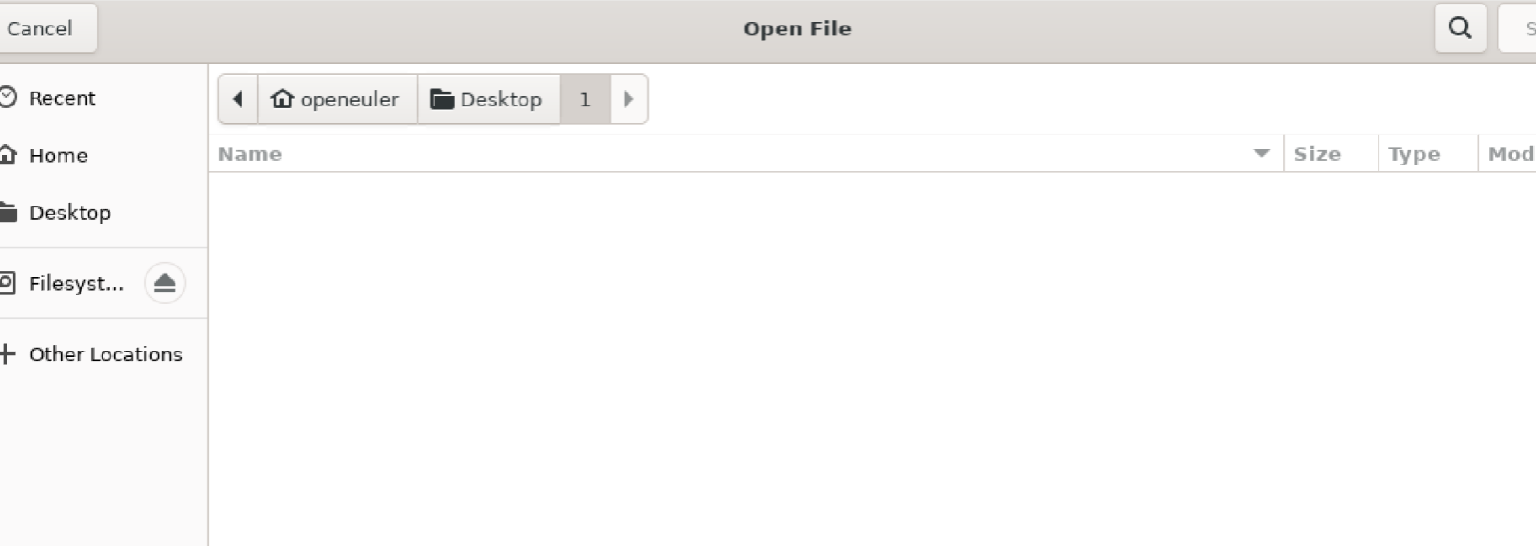 Cancel Open File S
Recent
openeuler Desktop 1
Home
Name Size Type Mod
Desktop
Filesyst...
Other Locations